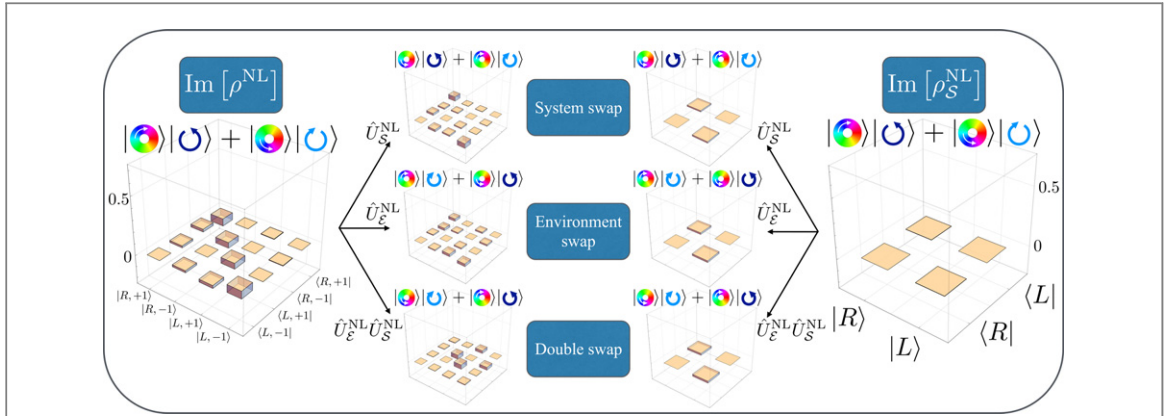 Im [ρ^NL]
| ⟩| ⟩ + | ⟩| ⟩
0.5
0
|R, +1⟩
|R, −1⟩
|L, +1⟩
|L, −1⟩
⟨R, +1|
⟨R, −1|
⟨L, +1|
⟨L, −1|
| ⟩| ⟩ + | ⟩| ⟩
Û_S^NL
| ⟩| ⟩ + | ⟩| ⟩
Û_ℰ^NL
| ⟩| ⟩ + | ⟩| ⟩
Û_ℰ^NL Û_S^NL
System swap
Environment
swap
Double swap
| ⟩| ⟩ + | ⟩| ⟩
Û_S^NL
| ⟩| ⟩ + | ⟩| ⟩
Û_ℰ^NL
| ⟩| ⟩ + | ⟩| ⟩
Û_ℰ^NL Û_S^NL
Im [ρ_S^NL]
| ⟩| ⟩ + | ⟩| ⟩
0.5
0
|R⟩
|L⟩
⟨R|
⟨L|